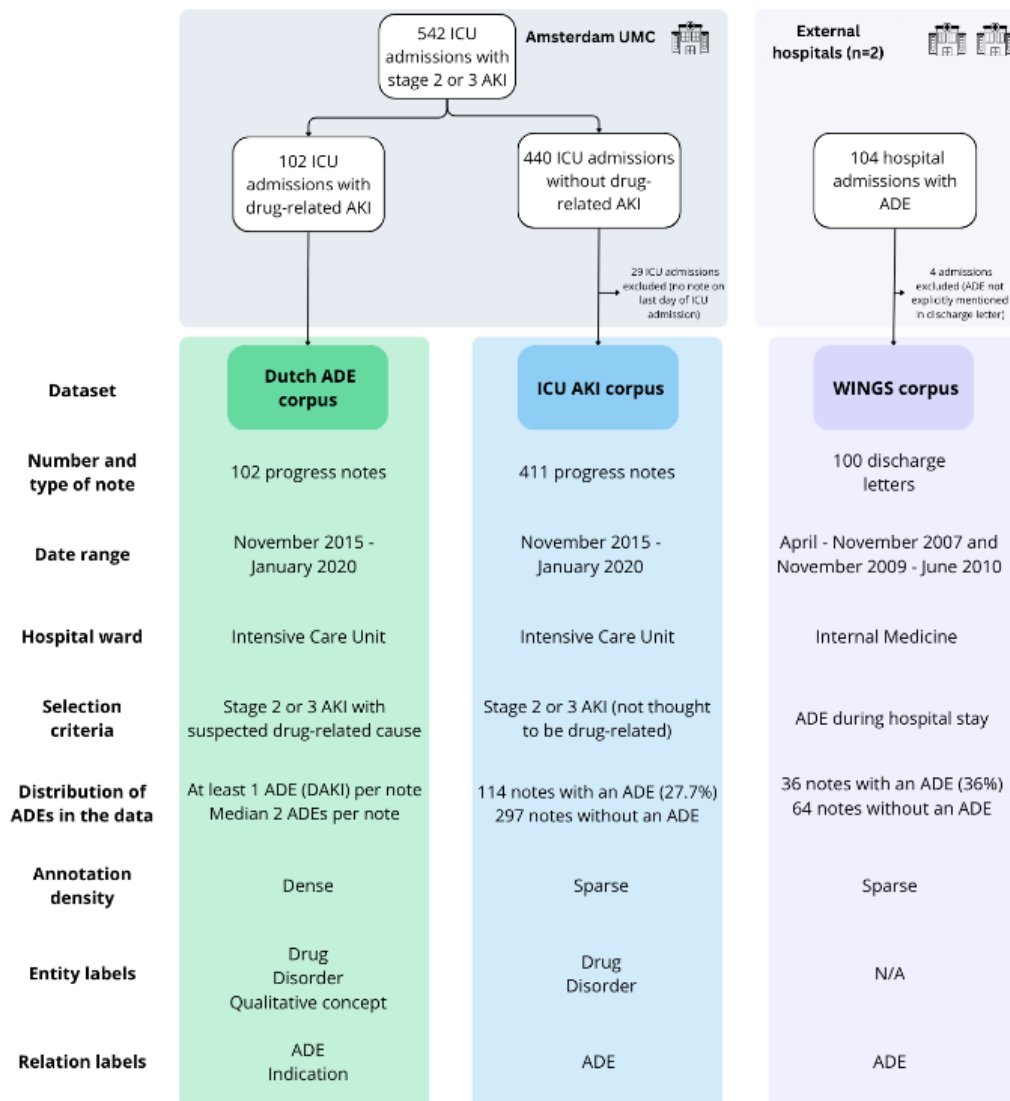 542 ICU
admissions with
stage 2 or 3 AKI
Amsterdam UMC
External
hospitals (n=2)
102 ICU
admissions with
drug-related AKI
440 ICU admissions
without drug-
related AKI
104 hospital
admissions with
ADE
29 ICU admissions
excluded (no note on
last day of ICU
admission)
4 admissions
excluded (ADE not
explicitly mentioned
in discharge letter)
Dataset
Dutch ADE
corpus
ICU AKI corpus
WINGS corpus
Number and
type of note
102 progress notes
411 progress notes
100 discharge
letters
Date range
November 2015 -
January 2020
November 2015 -
January 2020
April - November 2007 and
November 2009 - June 2010
Hospital ward
Intensive Care Unit
Intensive Care Unit
Internal Medicine
Selection
criteria
Stage 2 or 3 AKI with
suspected drug-related cause
Stage 2 or 3 AKI (not thought
to be drug-related)
ADE during hospital stay
Distribution of
ADEs in the data
At least 1 ADE (DAKI) per note
Median 2 ADEs per note
114 notes with an ADE (27.7%)
297 notes without an ADE
36 notes with an ADE (36%)
64 notes without an ADE
Annotation
density
Dense
Sparse
Sparse
Entity labels
Drug
Disorder
Qualitative concept
Drug
Disorder
N/A
Relation labels
ADE
Indication
ADE
ADE